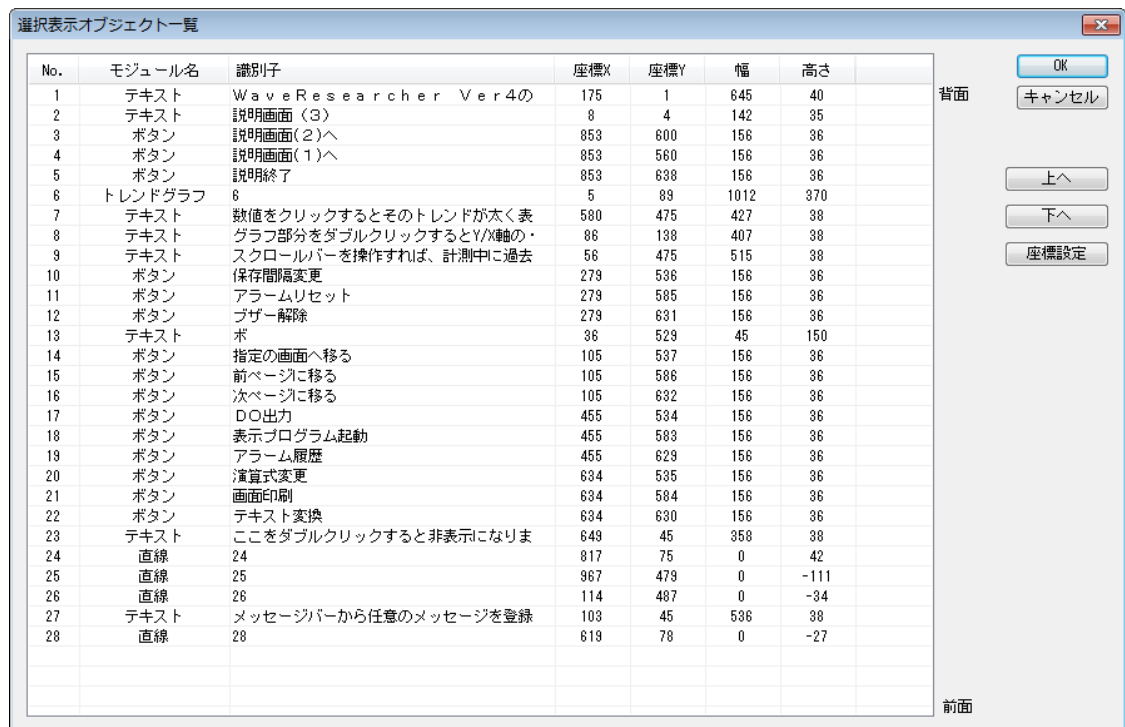 選択表示オブジェクト一覧
No. モジュール名 識別子 座標X 座標Y 幅 高さ
1 テキスト ＷａｖｅＲｅｓｅａｒｃｈｅｒ　Ｖｅｒ4の 175 1 645 40
2 テキスト 説明画面（３） 8 4 142 35
3 ボタン 説明画面(２)へ 853 600 156 36
4 ボタン 説明画面(１)へ 853 560 156 36
5 ボタン 説明終了 853 638 156 36
6 トレンドグラフ 6 5 89 1012 370
7 テキスト 数値をクリックするとそのトレンドが太く表 580 475 427 38
8 テキスト グラフ部分をダブルクリックするとY/X軸の・ 86 138 407 38
9 テキスト スクロールバーを操作すれば、計測中に過去 56 475 515 38
10 ボタン 保存間隔変更 279 536 156 36
11 ボタン アラームリセット 279 585 156 36
12 ボタン ブザー解除 279 631 156 36
13 テキスト ボ 36 529 45 150
14 ボタン 指定の画面へ移る 105 537 156 36
15 ボタン 前ページに移る 105 586 156 36
16 ボタン 次ページに移る 105 632 156 36
17 ボタン ＤＯ出力 455 534 156 36
18 ボタン 表示プログラム起動 455 583 156 36
19 ボタン アラーム履歴 455 629 156 36
20 ボタン 演算式変更 634 535 156 36
21 ボタン 画面印刷 634 584 156 36
22 ボタン テキスト変換 634 630 156 36
23 テキスト ここをダブルクリックすると非表示になりま 649 45 358 38
24 直線 24 817 75 0 42
25 直線 25 967 479 0 -111
26 直線 26 114 487 0 -34
27 テキスト メッセージバーから任意のメッセージを登録 103 45 536 38
28 直線 28 619 78 0 -27
背面
前面
OK
キャンセル
上へ
下へ
座標設定